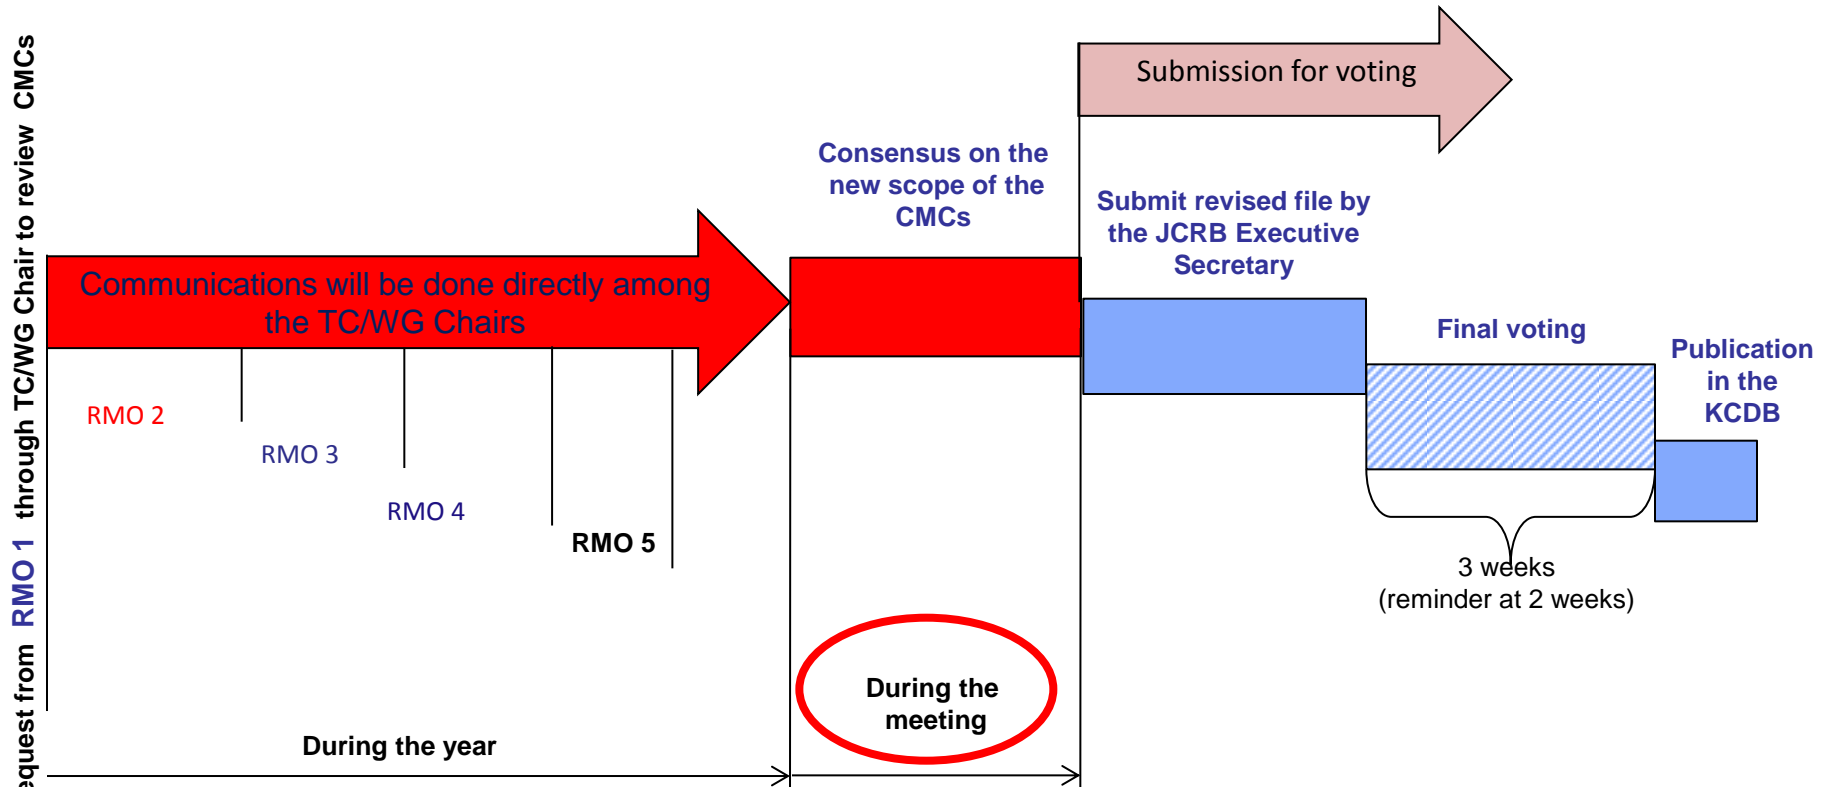 equest from RMO 1 through TC/WG Chair to review CMCs
Submission for voting
Consensus on the
new scope of the
CMCs
Submit revised file by
the JCRB Executive
Secretary
Communications will be done directly among
the TC/WG Chairs
Final voting
Publication
in the
KCDB
RMO 2
RMO 3
RMO 4
RMO 5
3 weeks
(reminder at 2 weeks)
During the
meeting
During the year